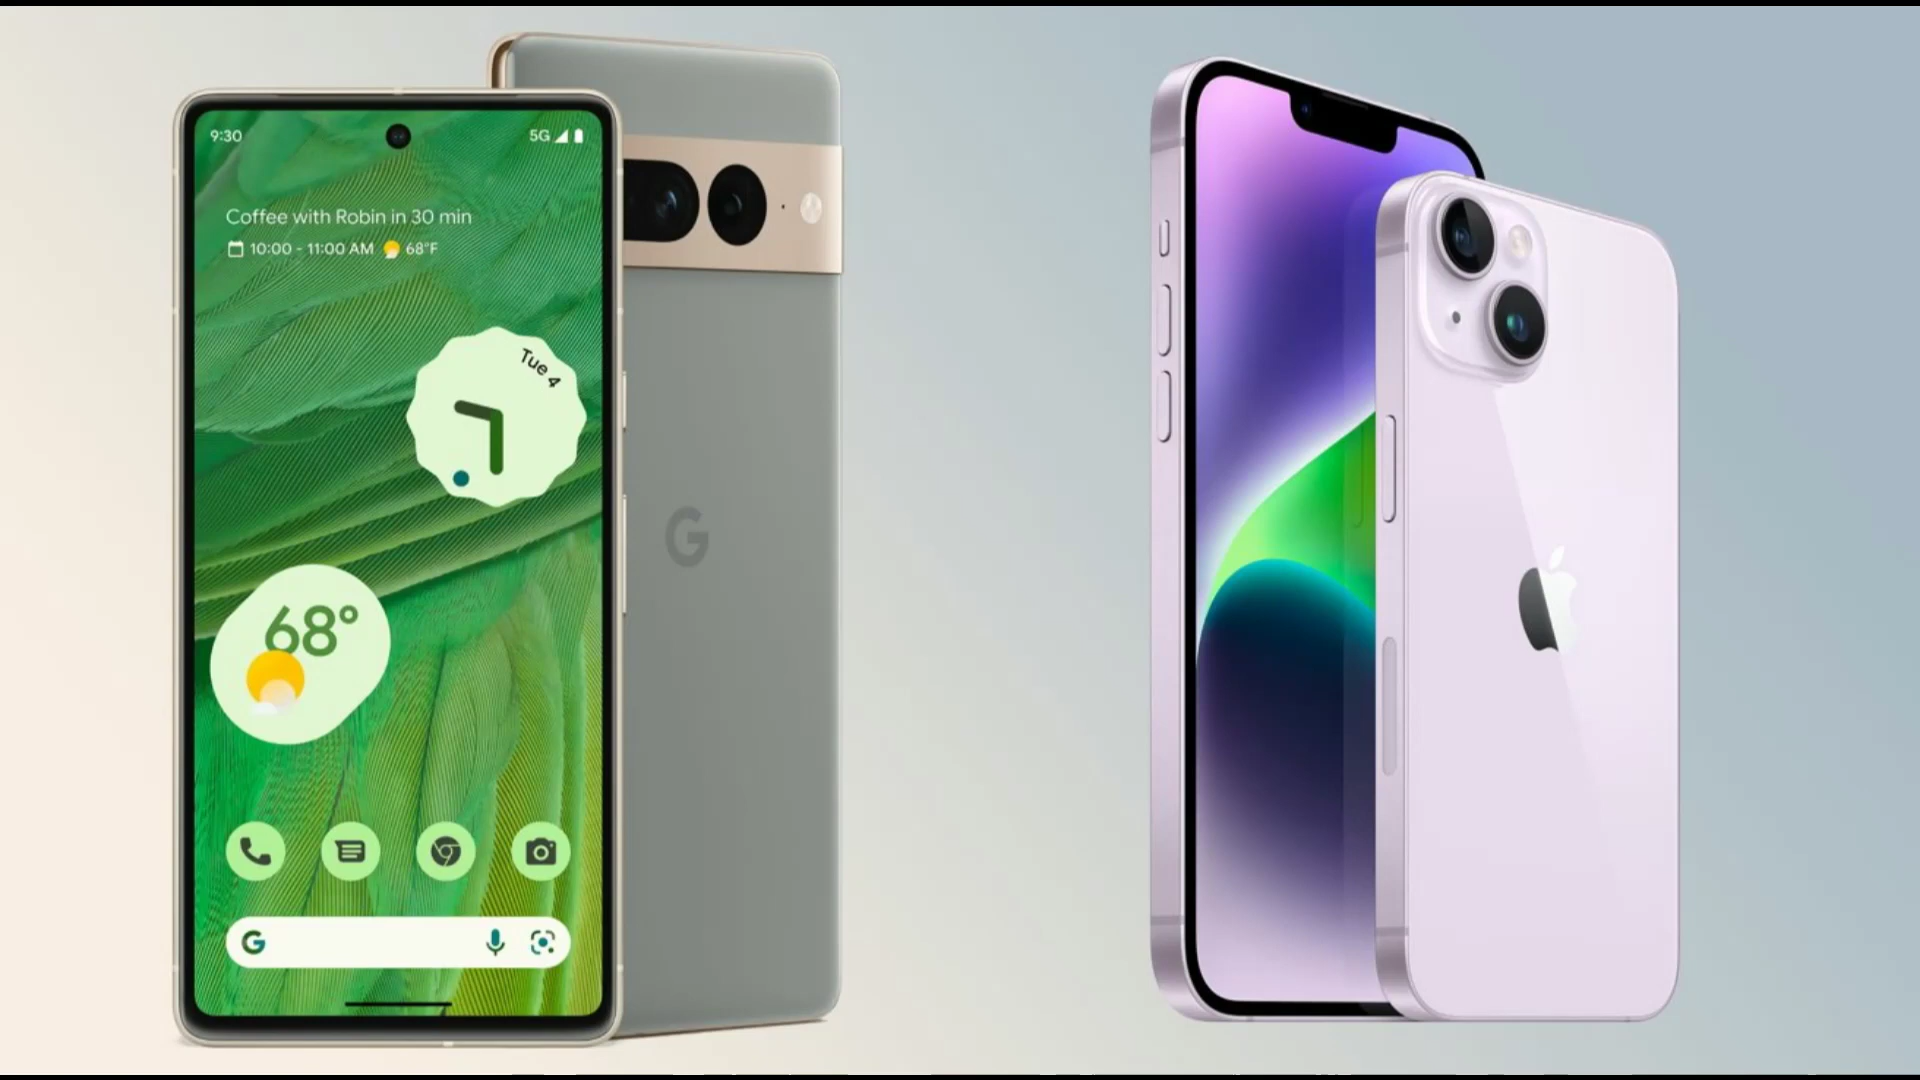 9:30
5G
Coffee with Robin in 30 min
10:00 - 11:00 AM 68°F
Tue 4
68°
G
G